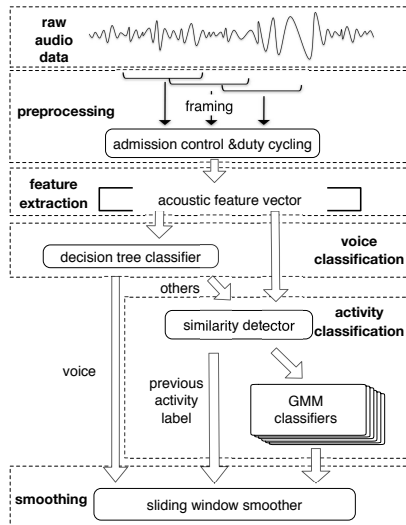 raw
audio
data
preprocessing
framing
admission control &duty cycling
feature
extraction
acoustic feature vector
voice
classification
decision tree classifier
others
activity
classification
similarity detector
voice
previous
activity
label
GMM
classifiers
smoothing
sliding window smoother